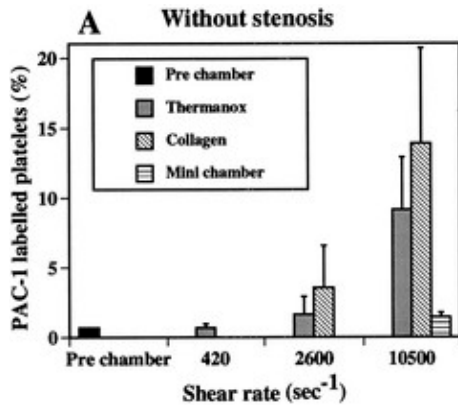 A Without stenosis
PAC-1 labelled platelets (%)
20
15
10
5
0
Pre chamber
Thermanox
Collagen
Mini chamber
Pre chamber 420 2600 10500
Shear rate (sec-1)